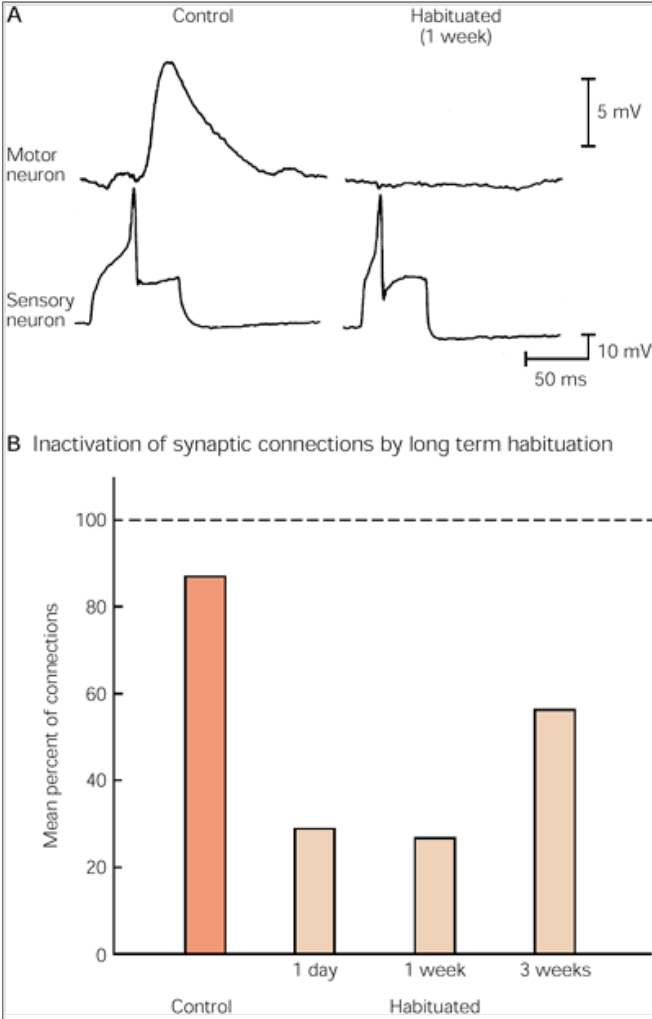 A
Control
Habituated
(1 week)
5 mV
Motor
neuron
Sensory
neuron
10 mV
50 ms
B Inactivation of synaptic connections by long term habituation
Mean percent of connections
100
80
60
40
20
0
1 day
1 week
3 weeks
Control
Habituated